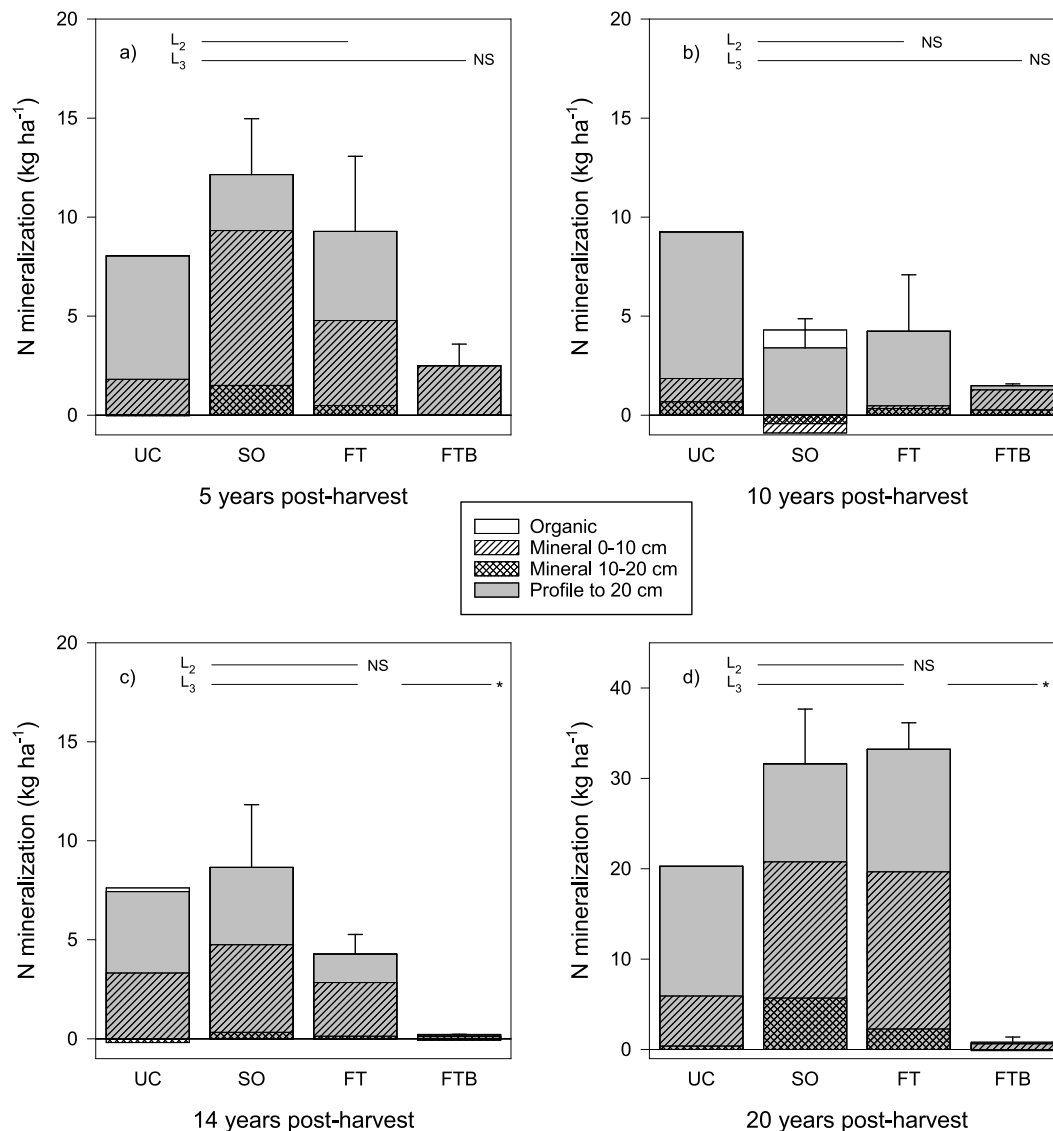 20
15
10
5
0
N mineralization (kg ha⁻¹)
a)
L₂
L₃ NS
UC SO FT FTB
5 years post-harvest
20
15
10
5
0
N mineralization (kg ha⁻¹)
b)
L₂ NS
L₃ NS
UC SO FT FTB
10 years post-harvest
Organic
Mineral 0-10 cm
Mineral 10-20 cm
Profile to 20 cm
20
15
10
5
0
N mineralization (kg ha⁻¹)
c)
L₂ NS
L₃ *
UC SO FT FTB
14 years post-harvest
40
30
20
10
0
N mineralization (kg ha⁻¹)
d)
L₂ NS
L₃ *
UC SO FT FTB
20 years post-harvest